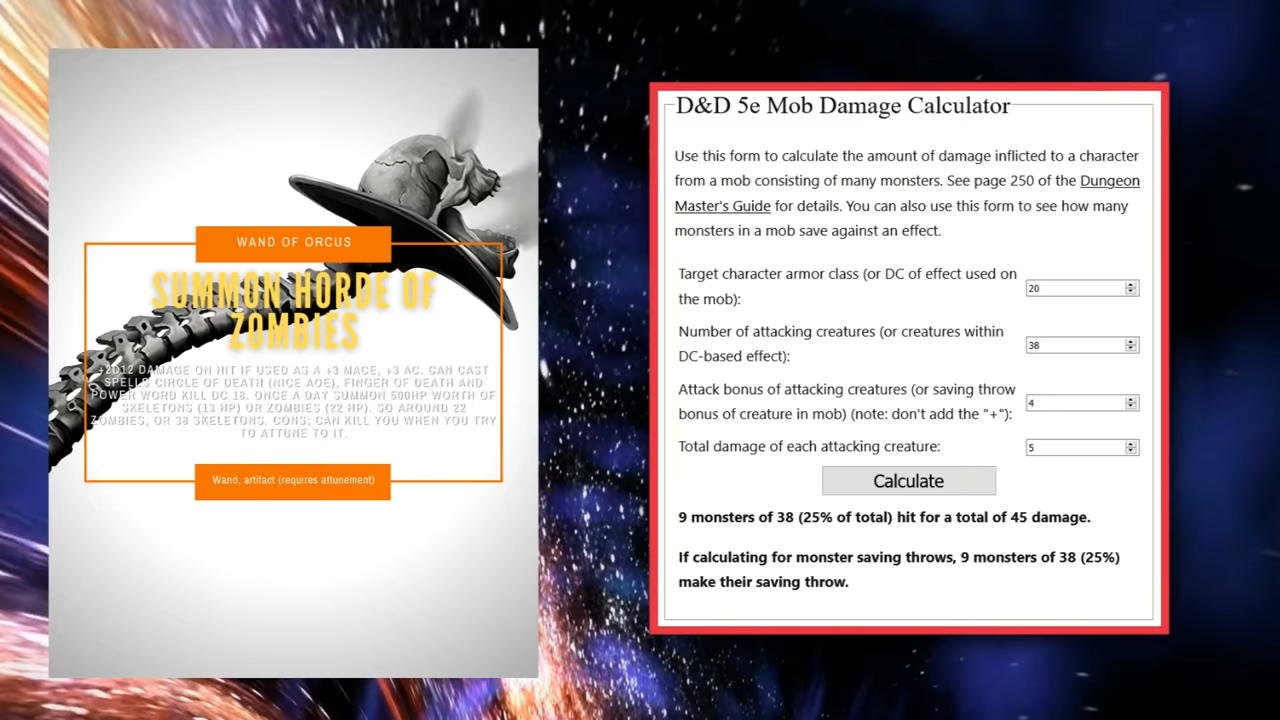 WAND OF ORCUS
SUMMON HORDE OF
ZOMBIES
+2D12 DAMAGE ON HIT IF USED AS A +3 MACE, +3 AC. CAN CAST
SPELLS CIRCLE OF DEATH (NICE AOE), FINGER OF DEATH AND
POWER WORD KILL DC 18. ONCE A DAY SUMMON 500HP WORTH OF
SKELETONS (13 HP) OR ZOMBIES (22 HP). SO AROUND 22
ZOMBIES, OR 38 SKELETONS. CONS; CAN KILL YOU WHEN YOU TRY
TO ATTUNE TO IT.
Wand, artifact (requires attunement)
D&D 5e Mob Damage Calculator
Use this form to calculate the amount of damage inflicted to a character
from a mob consisting of many monsters. See page 250 of the Dungeon
Master's Guide for details. You can also use this form to see how many
monsters in a mob save against an effect.
Target character armor class (or DC of effect used on
the mob):
20
Number of attacking creatures (or creatures within
DC-based effect):
38
Attack bonus of attacking creatures (or saving throw
bonus of creature in mob) (note: don't add the "+"):
4
Total damage of each attacking creature:
5
Calculate
9 monsters of 38 (25% of total) hit for a total of 45 damage.
If calculating for monster saving throws, 9 monsters of 38 (25%)
make their saving throw.